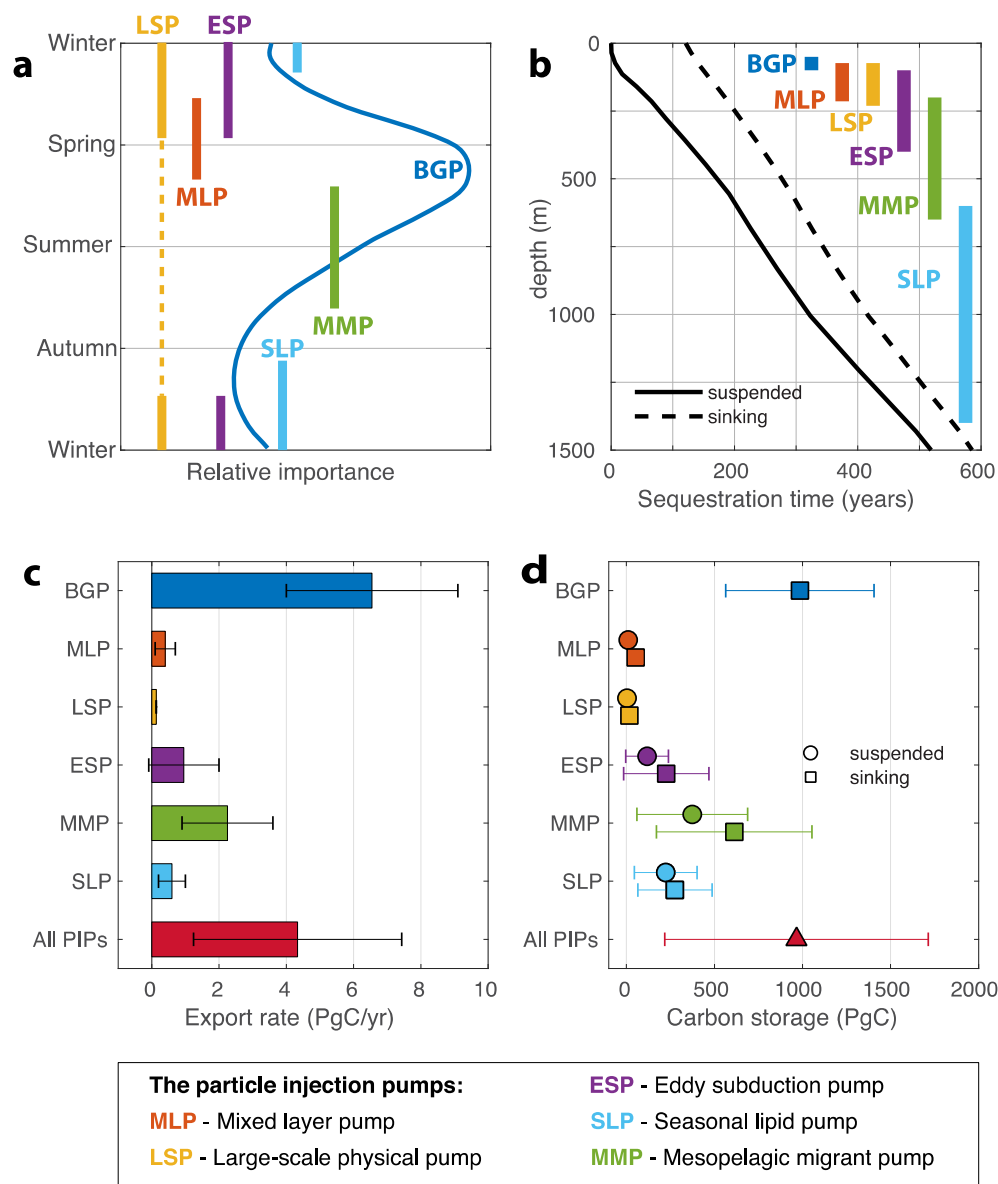 LSP ESP
a
Winter
Spring
Summer
Autumn
Winter
MLP
BGP
MMP
SLP
Relative importance
b
0
500
1000
1500
depth (m)
BGP
MLP
LSP
ESP
MMP
SLP
suspended
sinking
0 200 400 600
Sequestration time (years)
c
BGP
MLP
LSP
ESP
MMP
SLP
All PIPs
0 2 4 6 8 10
Export rate (PgC/yr)
d
BGP
MLP
LSP
ESP
MMP
SLP
All PIPs
suspended
sinking
0 500 1000 1500 2000
Carbon storage (PgC)
The particle injection pumps:
MLP - Mixed layer pump
LSP - Large-scale physical pump
ESP - Eddy subduction pump
SLP - Seasonal lipid pump
MMP - Mesopelagic migrant pump